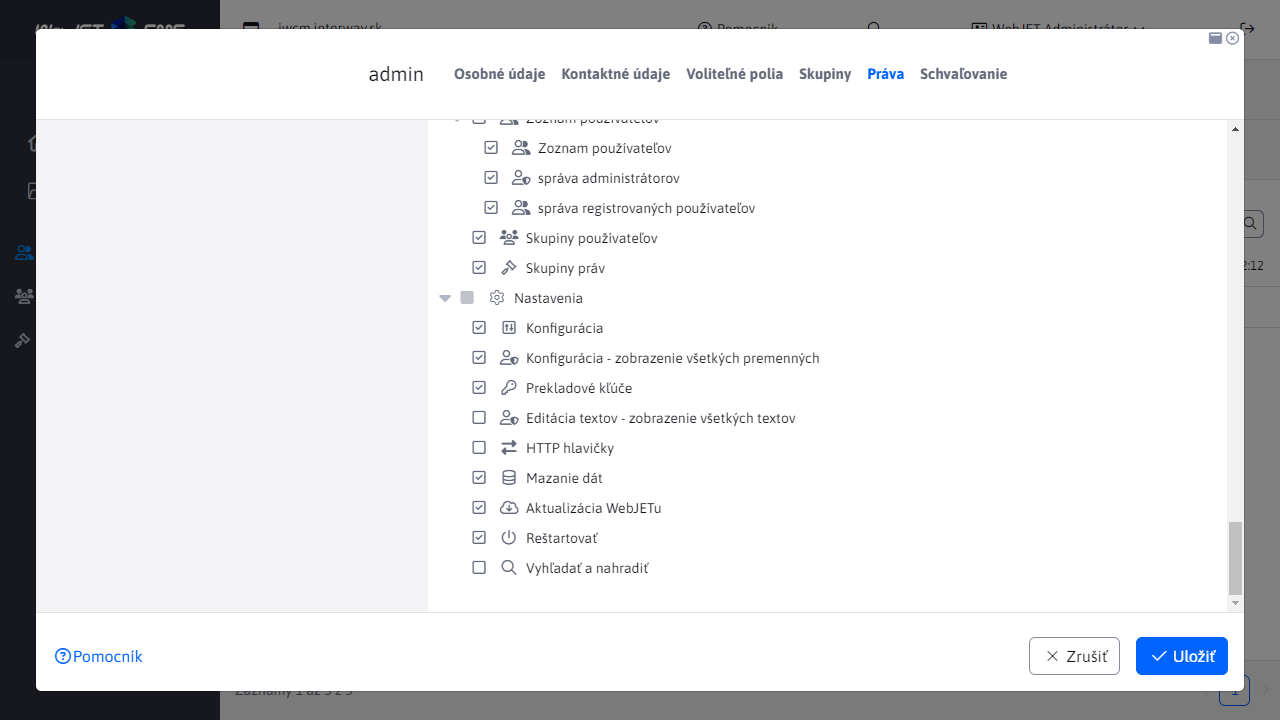 iwcm.interway.sk Pomocník WebJET Administrátor
admin Osobné údaje Kontaktné údaje Voliteľné polia Skupiny Práva Schvaľovanie
Zoznam používateľov
Zoznam používateľov
správa administrátorov
správa registrovaných používateľov
Skupiny používateľov
Skupiny práv
2:12
Nastavenia
Konfigurácia
Konfigurácia - zobrazenie všetkých premenných
Prekladové kľúče
Editácia textov - zobrazenie všetkých textov
HTTP hlavičky
Mazanie dát
Aktualizácia WebJETu
Reštartovať
Vyhľadať a nahradiť
Pomocník Zrušiť Uložiť
Záznamy 1 až 3 z 3 1